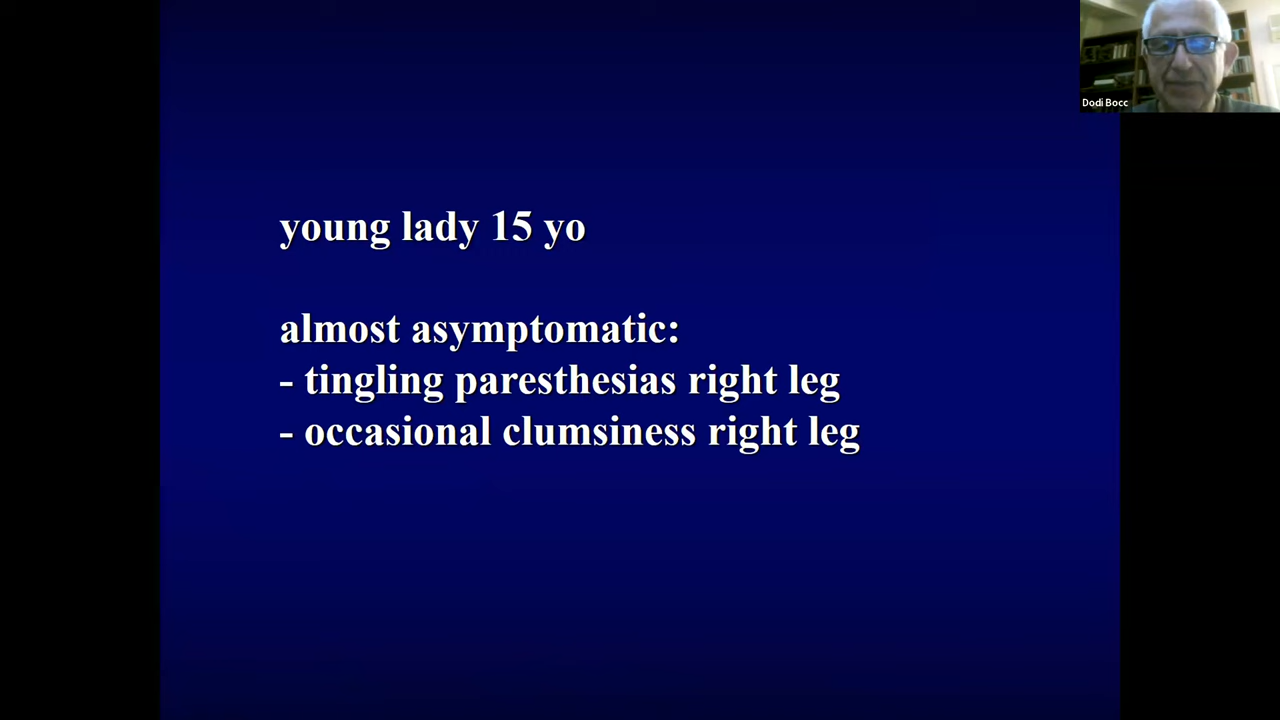 Dodi Bocc
young lady 15 yo
almost asymptomatic:
- tingling paresthesias right leg
- occasional clumsiness right leg